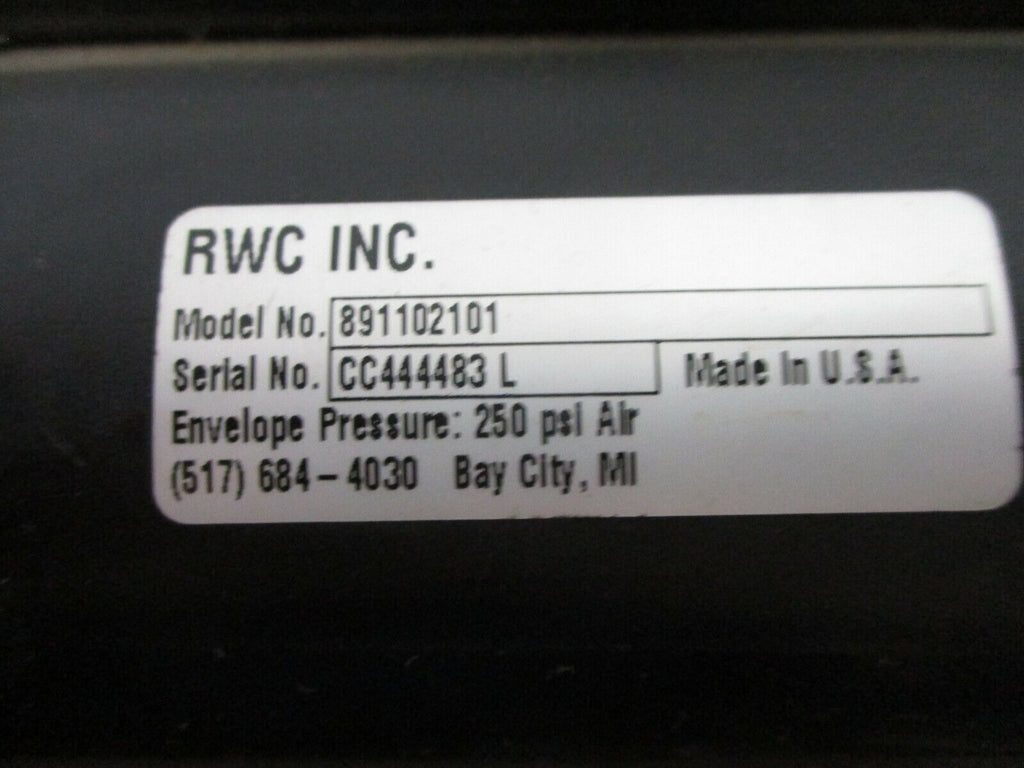 RWC INC.
Model No. 891102101
Serial No. CC444483 L Made In U.S.A.
Envelope Pressure: 250 psi Air
(517) 684-4030 Bay City, MI